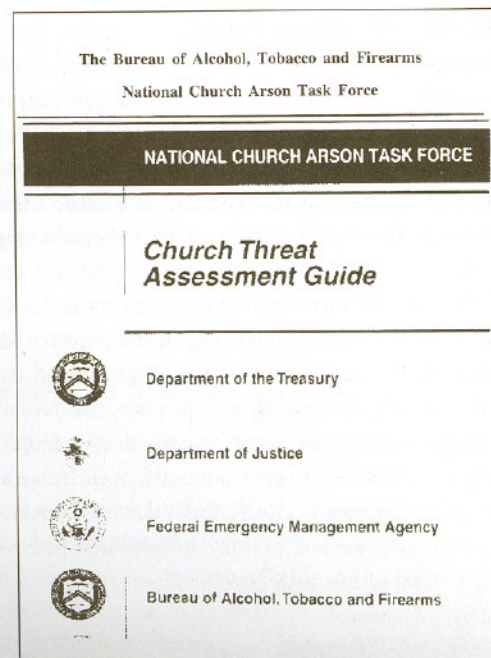 The Bureau of Alcohol, Tobacco and Firearms
National Church Arson Task Force
NATIONAL CHURCH ARSON TASK FORCE
Church Threat
Assessment Guide
Department of the Treasury
Department of Justice
Federal Emergency Management Agency
Bureau of Alcohol, Tobacco and Firearms